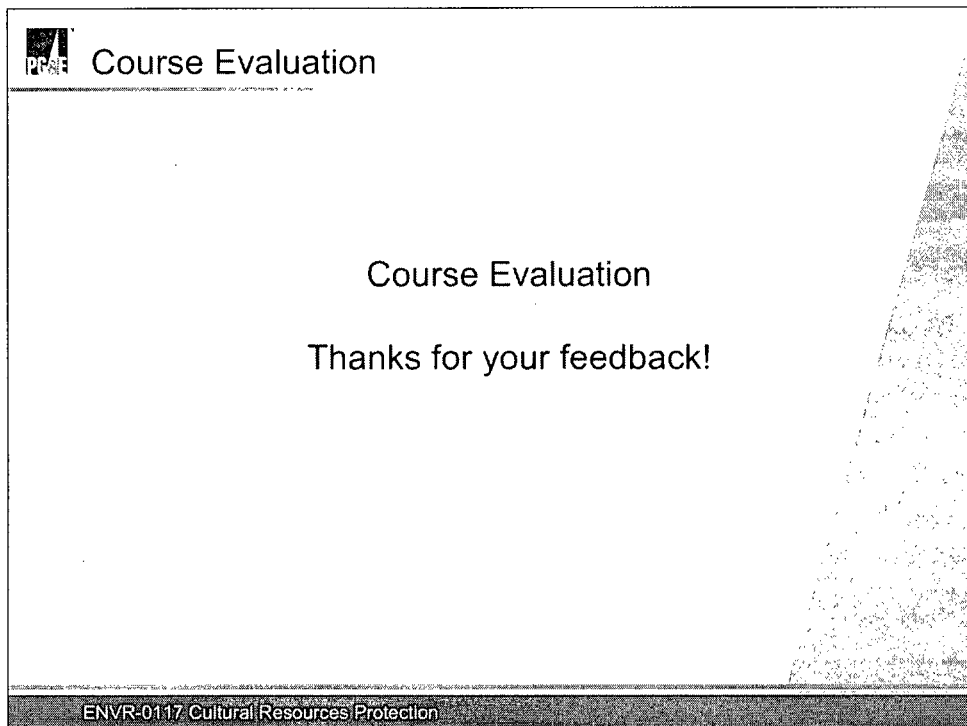 PG&E Course Evaluation
Course Evaluation
Thanks for your feedback!
ENVR-0117 Cultural Resources Protection